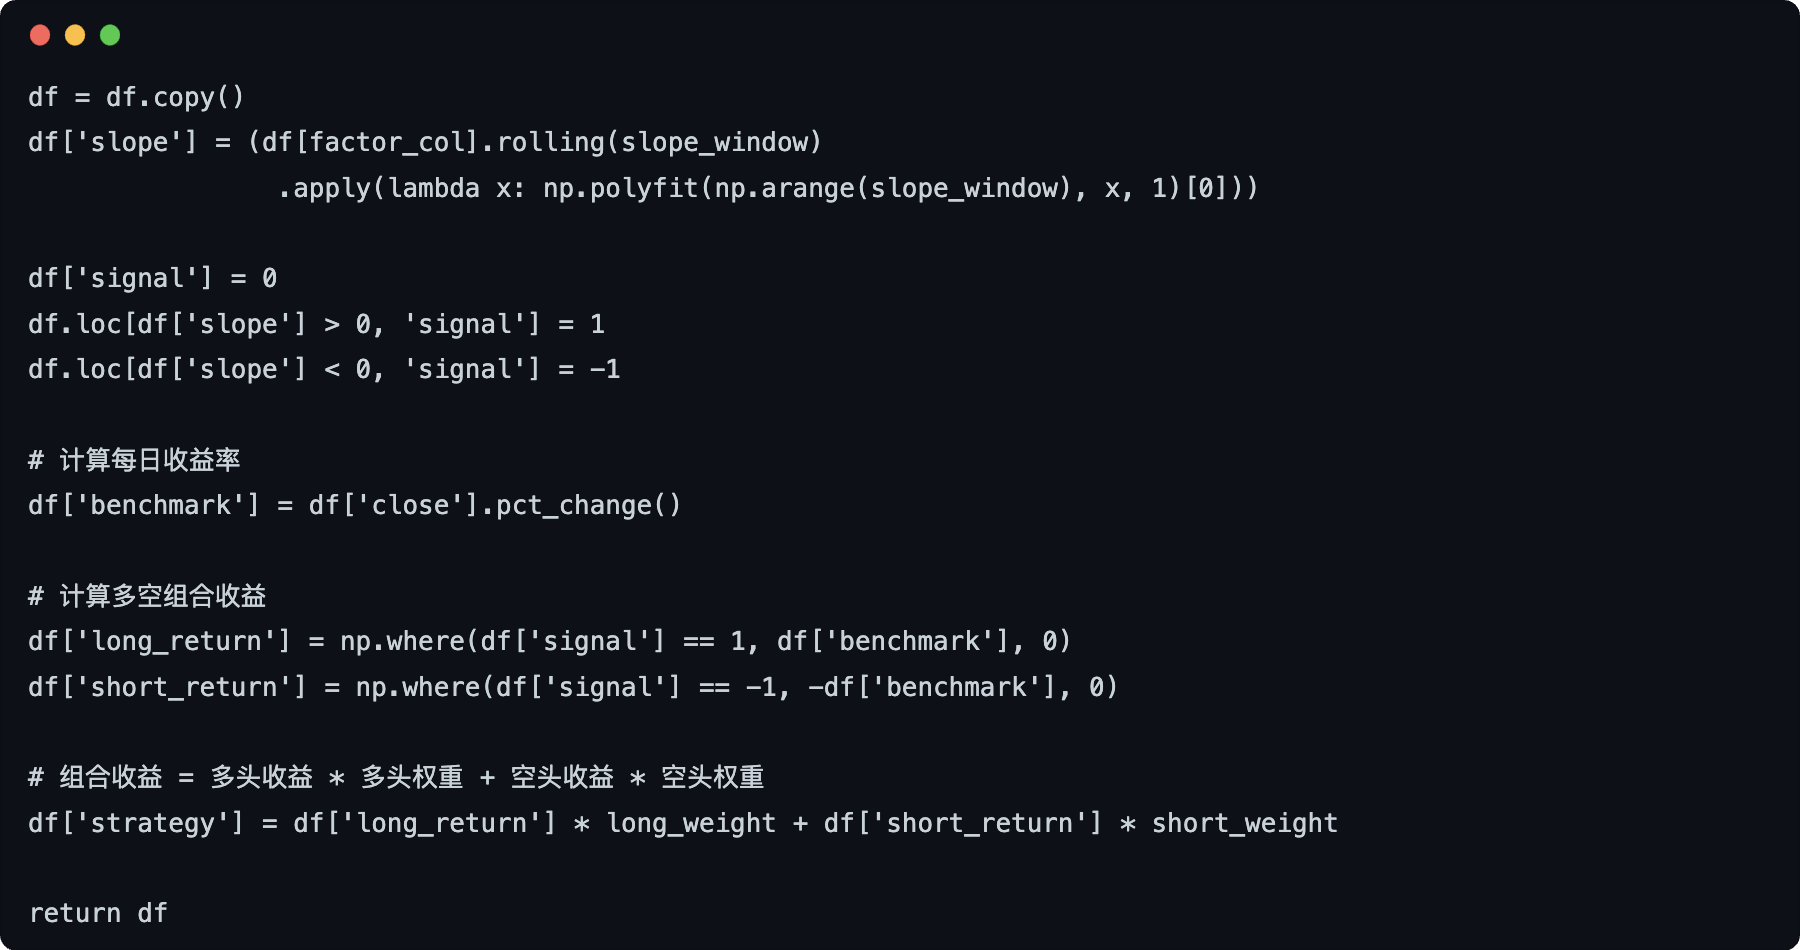 df = df.copy()
df['slope'] = (df[factor_col].rolling(slope_window)
                .apply(lambda x: np.polyfit(np.arange(slope_window), x, 1)[0]))

df['signal'] = 0
df.loc[df['slope'] > 0, 'signal'] = 1
df.loc[df['slope'] < 0, 'signal'] = -1

# 计算每日收益率
df['benchmark'] = df['close'].pct_change()

# 计算多空组合收益
df['long_return'] = np.where(df['signal'] == 1, df['benchmark'], 0)
df['short_return'] = np.where(df['signal'] == -1, -df['benchmark'], 0)

# 组合收益 = 多头收益 * 多头权重 + 空头收益 * 空头权重
df['strategy'] = df['long_return'] * long_weight + df['short_return'] * short_weight

return df